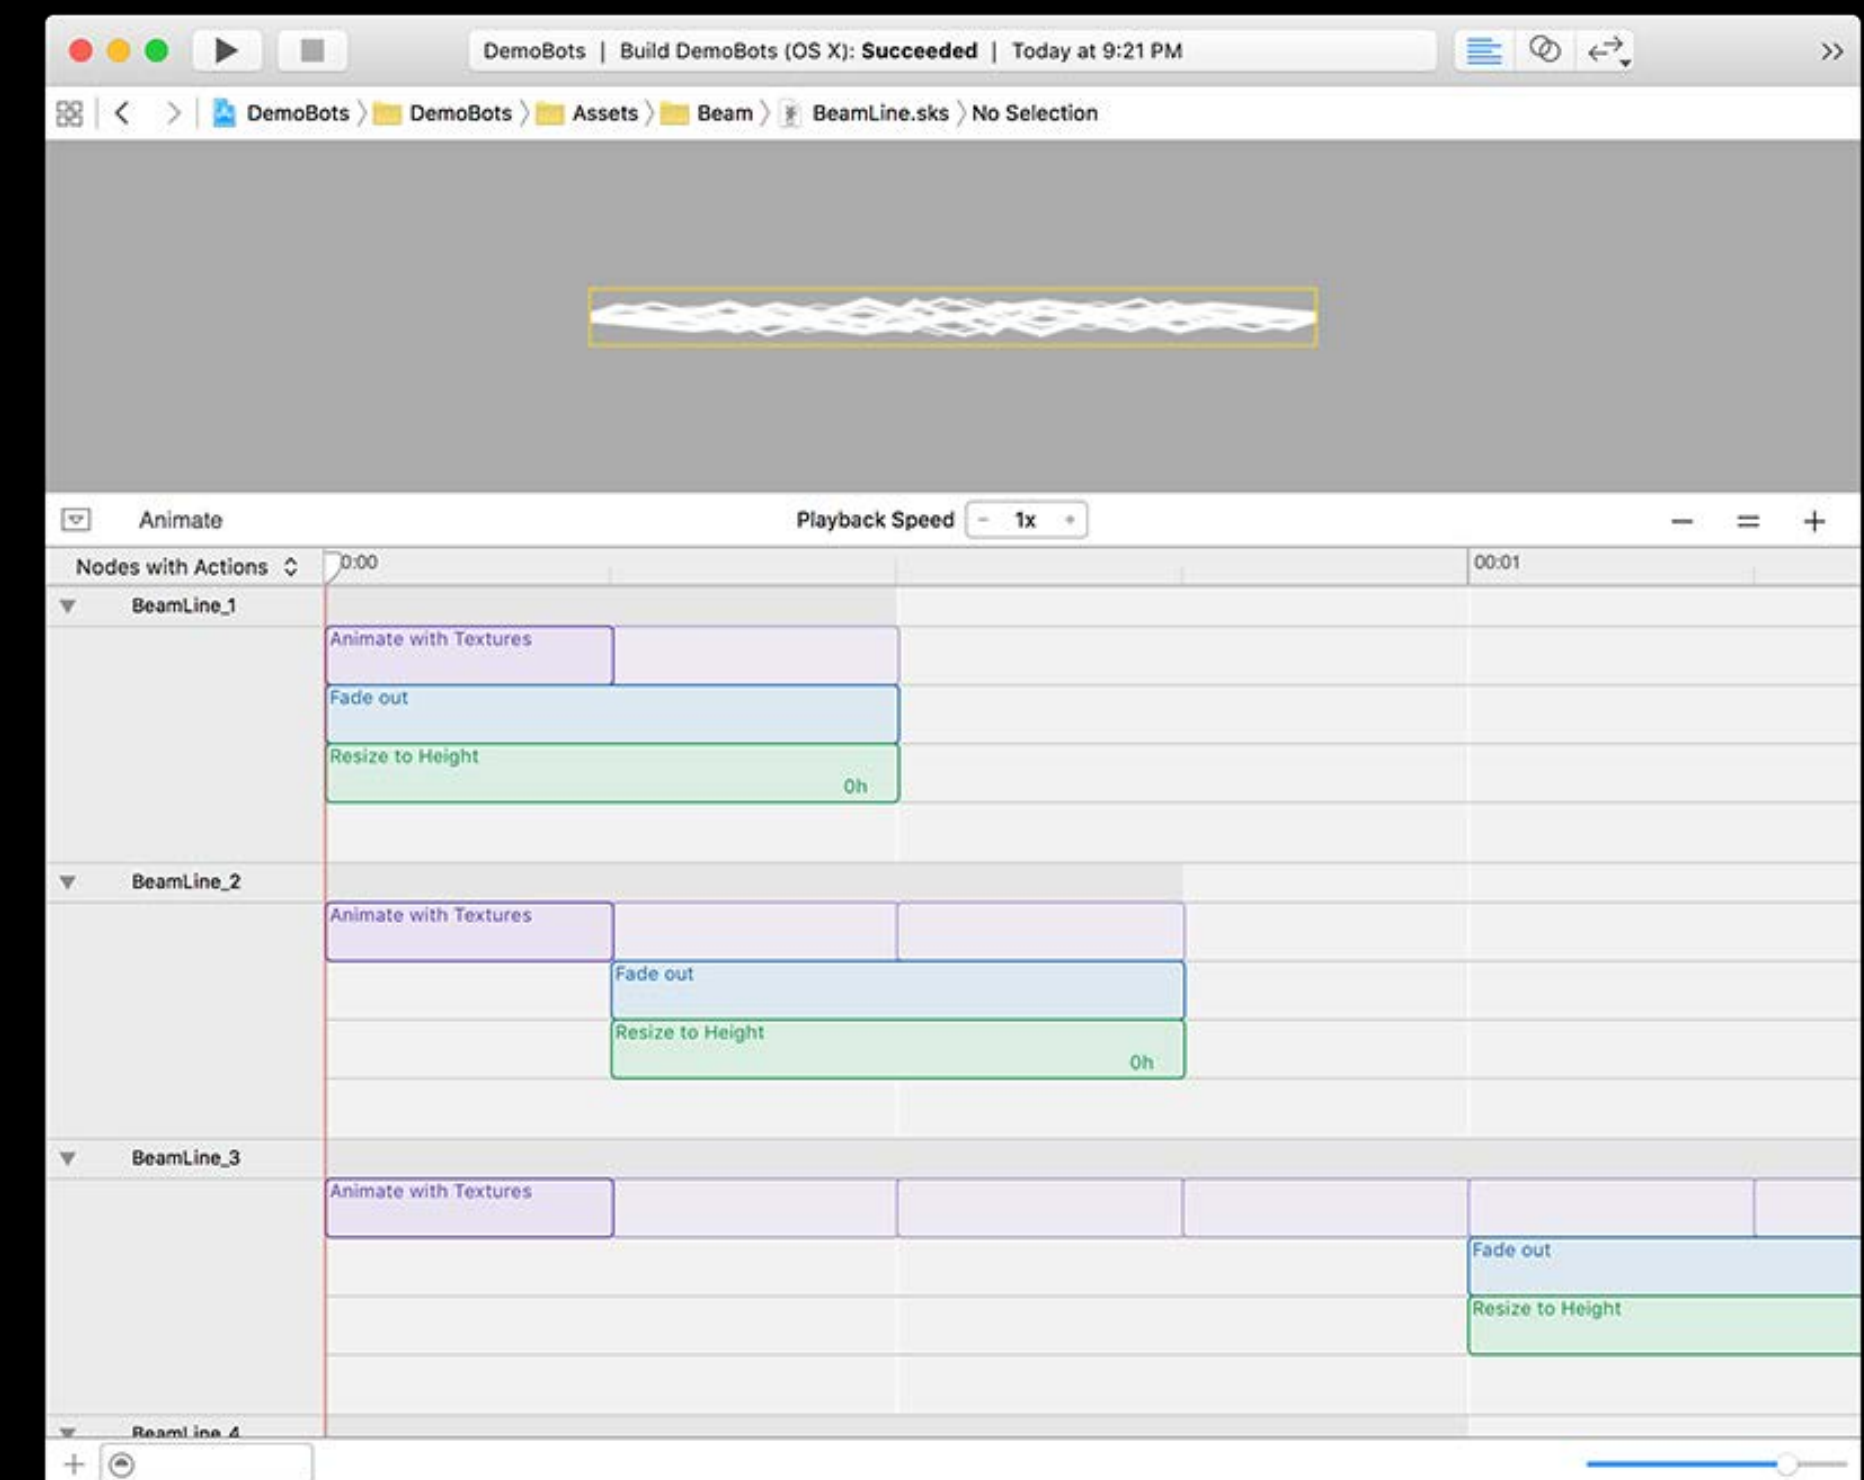 DemoBots | Build DemoBots (OS X): Succeeded | Today at 9:21 PM
DemoBots DemoBots Assets Beam BeamLine.sks No Selection
Animate Playback Speed - 1x +
Nodes with Actions 0:00 00:01
BeamLine_1
Animate with Textures
Fade out
Resize to Height
0h
BeamLine_2
Animate with Textures
Fade out
Resize to Height
0h
BeamLine_3
Animate with Textures
Fade out
Resize to Height
BeamLine_4